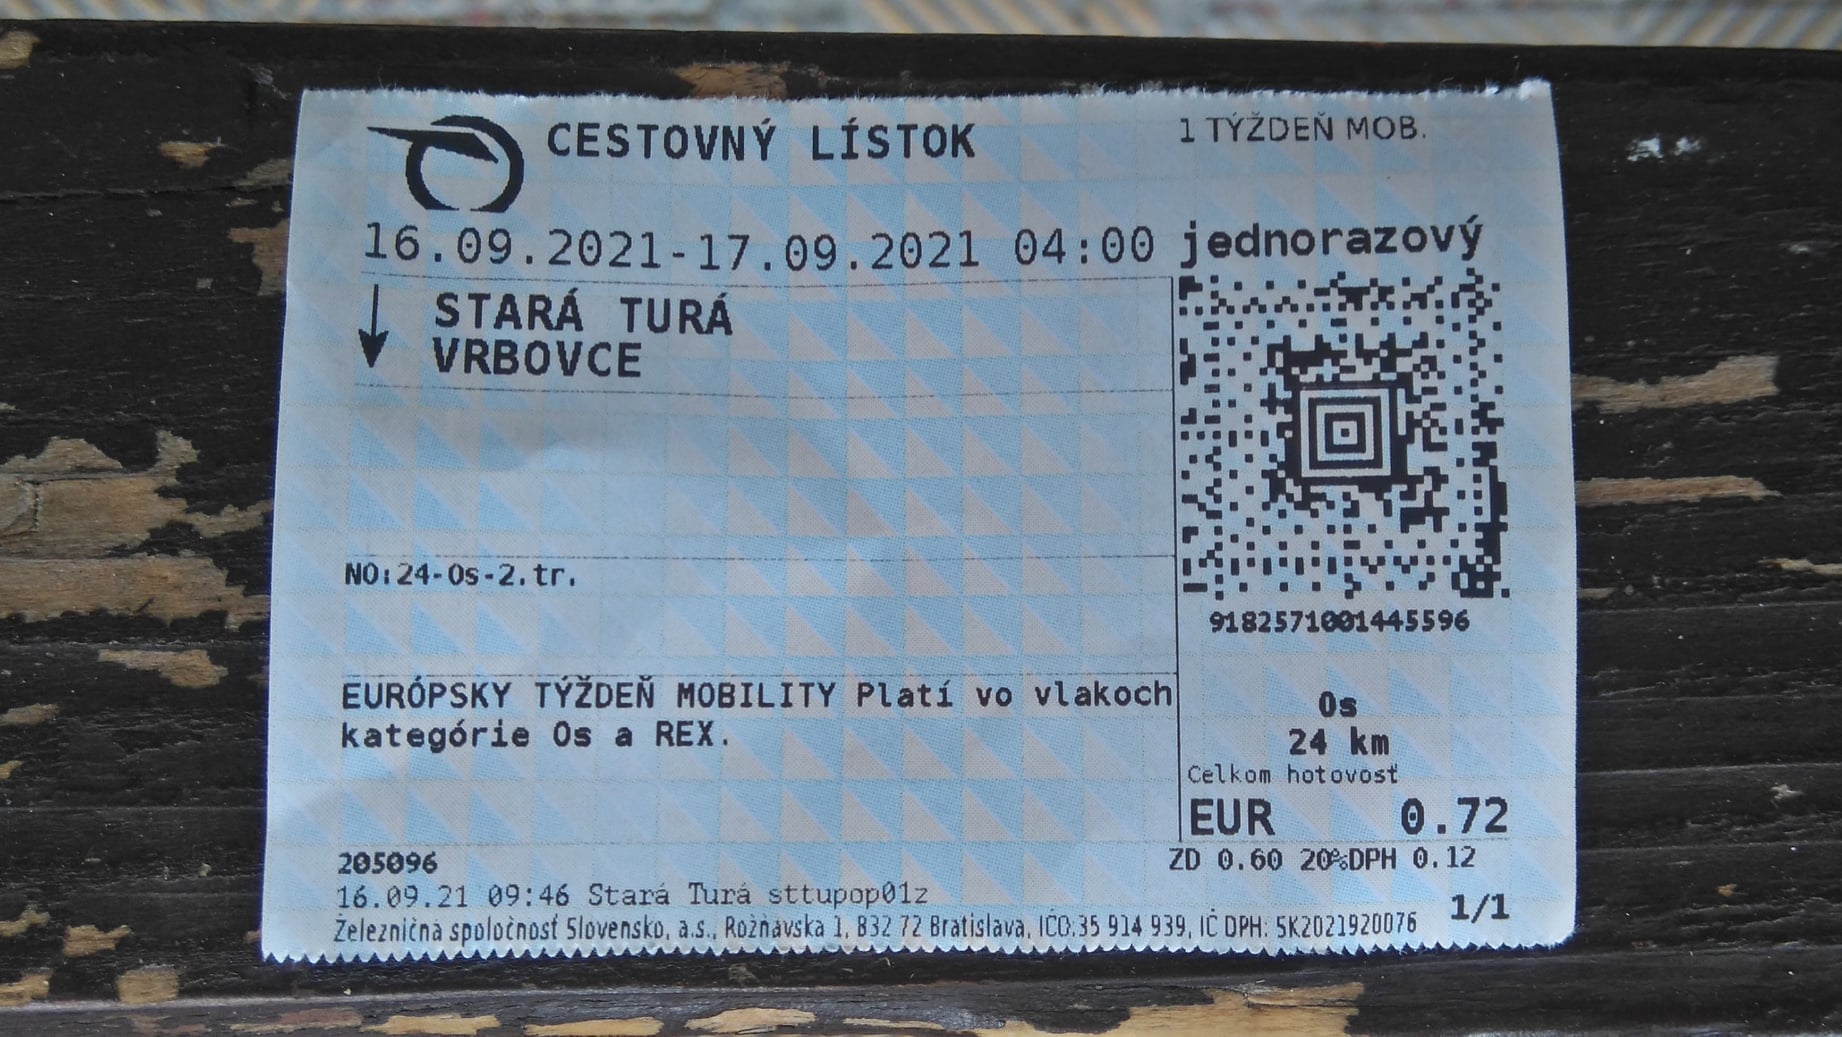 CESTOVNÝ LÍSTOK
1 TÝŽDEŇ MOB.
16.09.2021-17.09.2021 04:00
jednorazový
STARÁ TURÁ
VRBOVCE
NO:24-Os-2.tr.
9182571001445596
EURÓPSKY TÝŽDEŇ MOBILITY Platí vo vlakoch
kategórie Os a REX.
Os
24 km
Celkom hotovosť
EUR 0.72
ZD 0.60 20%DPH 0.12
205096
16.09.21 09:46 Stará Turá sttupop01z
1/1
Železničná spoločnosť Slovensko, a.s., Rožňavska 1, 832 72 Bratislava, IČO:35 914 939, IČ DPH: SK2021920076